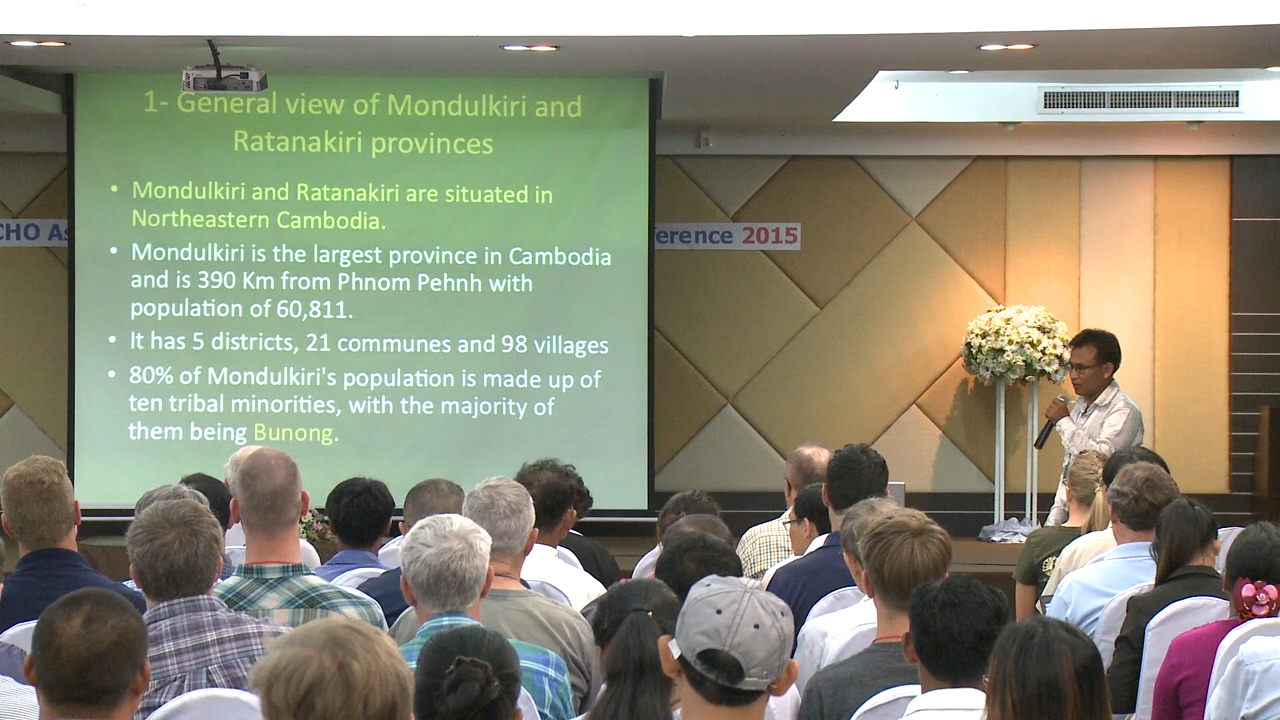 1- General view of Mondulkiri and
Ratanakiri provinces
• Mondulkiri and Ratanakiri are situated in
Northeastern Cambodia.
• Mondulkiri is the largest province in Cambodia
and is 390 Km from Phnom Pehnh with
population of 60,811.
• It has 5 districts, 21 communes and 98 villages
• 80% of Mondulkiri's population is made up of
ten tribal minorities, with the majority of
them being Bunong.
CHO As
ference 2015